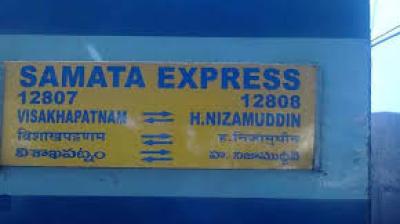 SAMATA EXPRESS
12807 12808
VISAKHAPATNAM H.NIZAMUDDIN
विशाखपट्टणम ह.निजामुद्दीन
విశాఖపట్నం హ. నిజాముద్దీన్